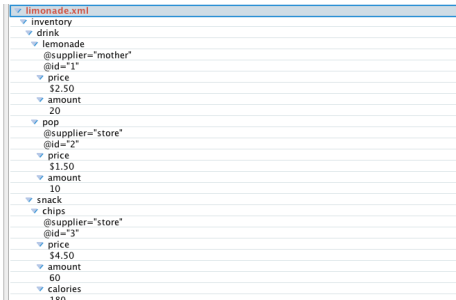 limonade.xml
inventory
drink
lemonade
@supplier="mother"
@id="1"
price
$2.50
amount
20
pop
@supplier="store"
@id="2"
price
$1.50
amount
10
snack
chips
@supplier="store"
@id="3"
price
$4.50
amount
60
calories
180